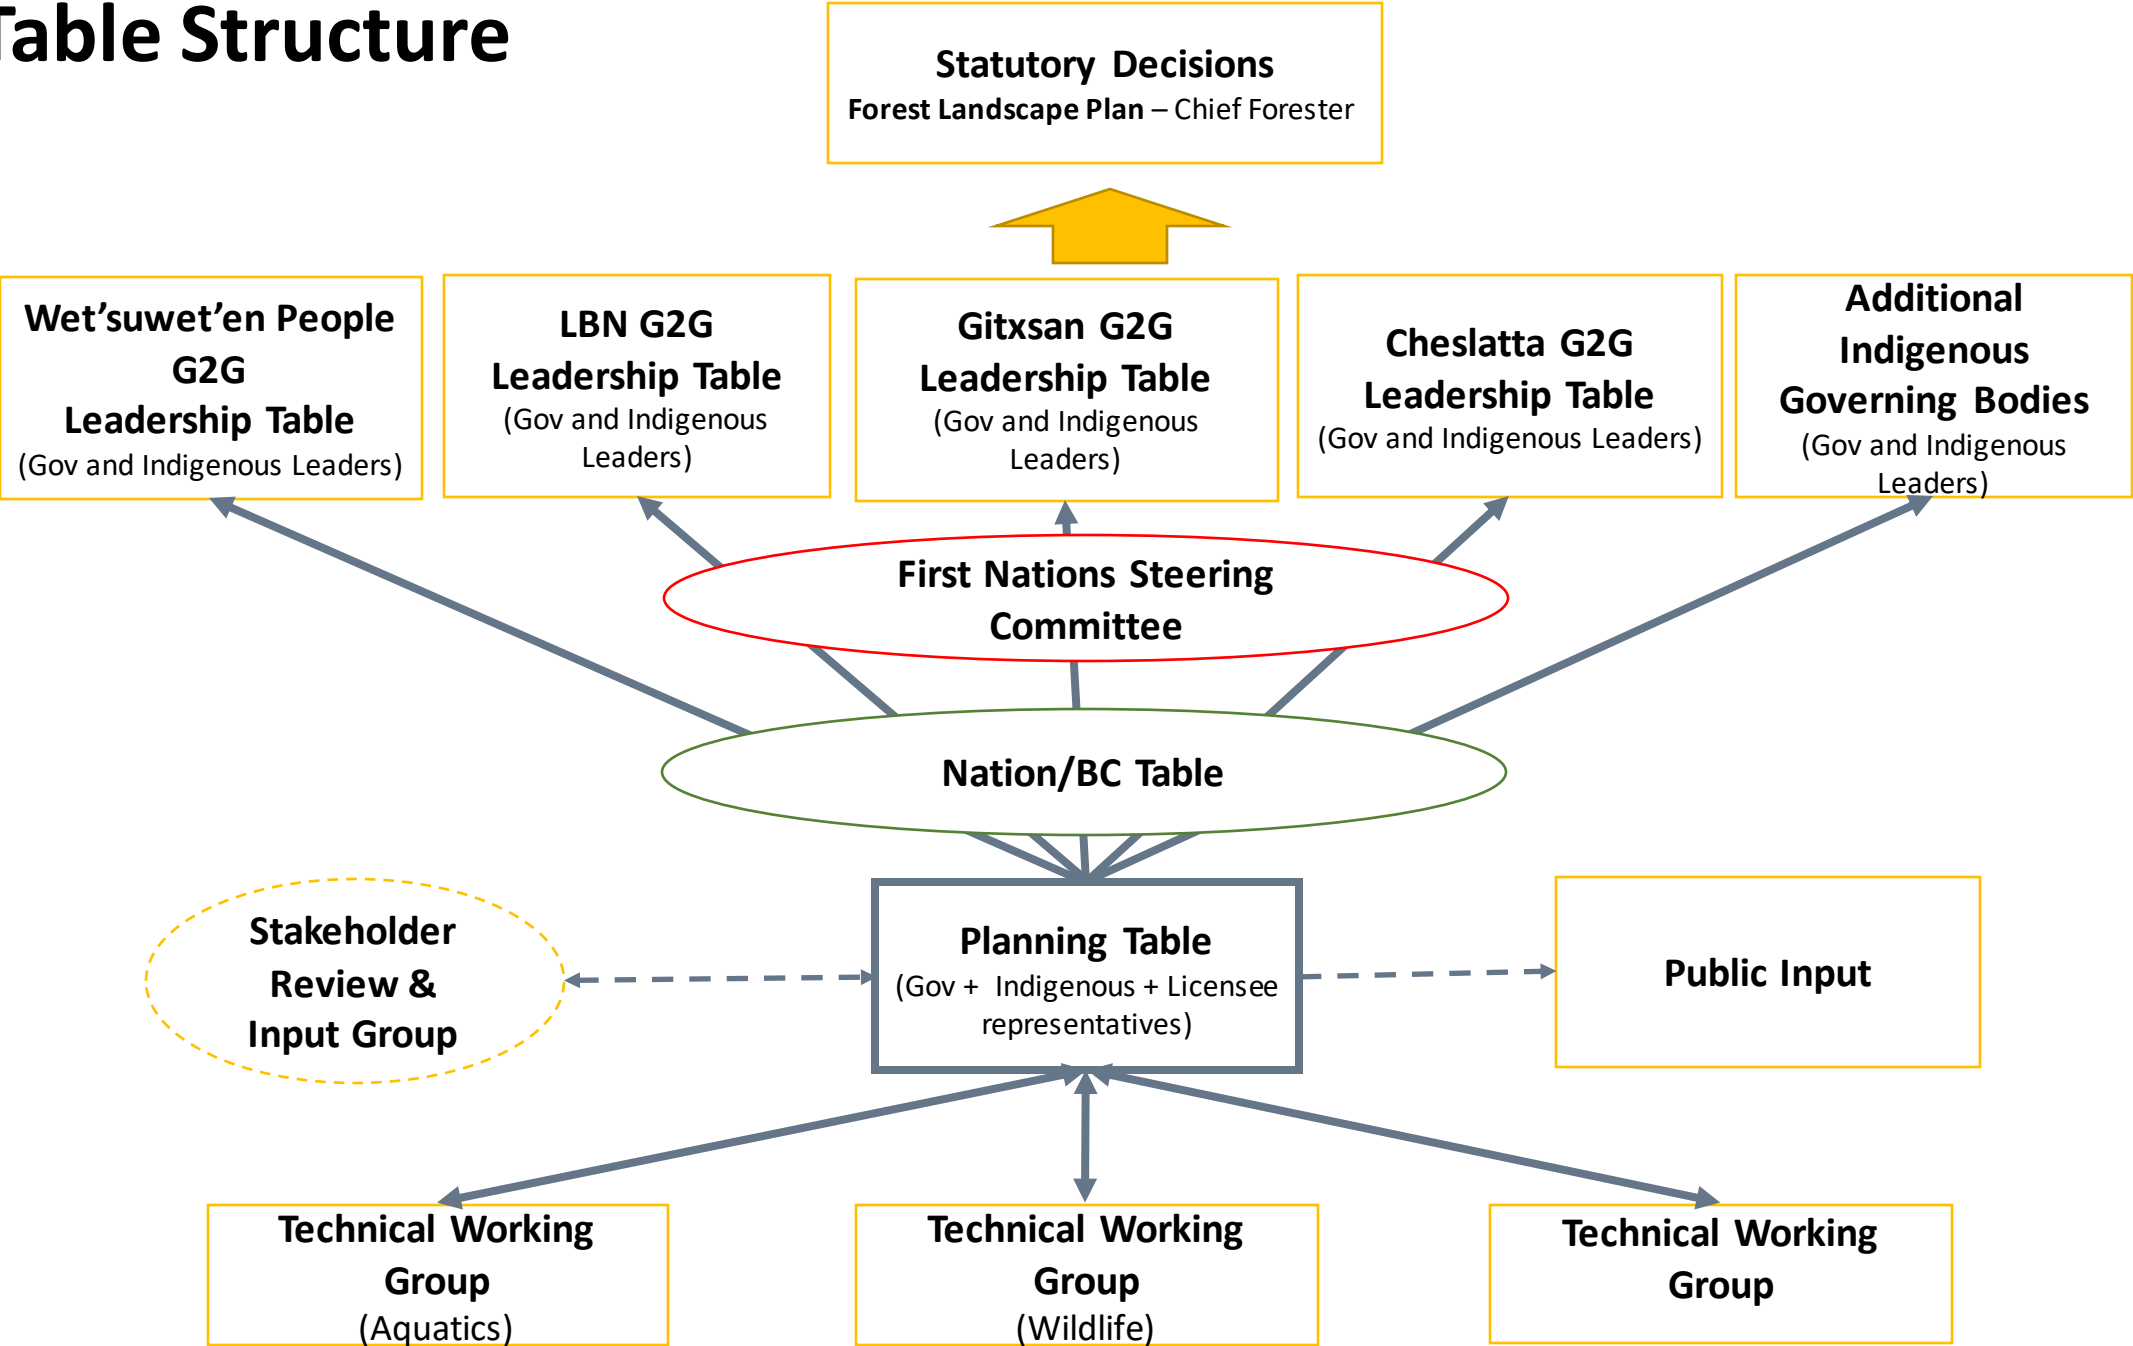 Table Structure
Statutory Decisions
Forest Landscape Plan – Chief Forester
Wet’suwet’en People
G2G
Leadership Table
(Gov and Indigenous Leaders)
LBN G2G
Leadership Table
(Gov and Indigenous
Leaders)
Gitxsan G2G
Leadership Table
(Gov and Indigenous
Leaders)
Cheslatta G2G
Leadership Table
(Gov and Indigenous Leaders)
Additional
Indigenous
Governing Bodies
(Gov and Indigenous
Leaders)
First Nations Steering
Committee
Nation/BC Table
Stakeholder
Review &
Input Group
Planning Table
(Gov + Indigenous + Licensee
representatives)
Public Input
Technical Working
Group
(Aquatics)
Technical Working
Group
(Wildlife)
Technical Working
Group